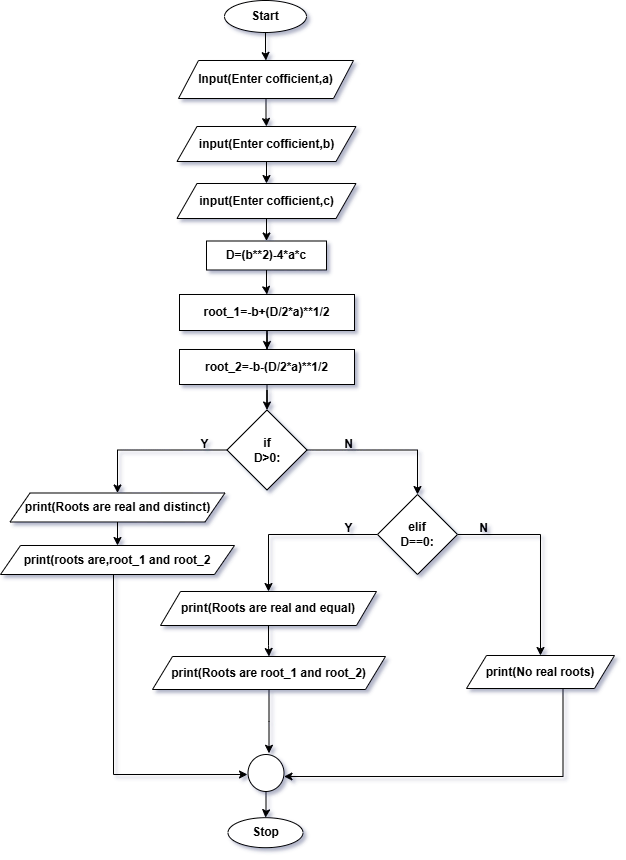 Start
Input(Enter cofficient,a)
input(Enter cofficient,b)
input(Enter cofficient,c)
D=(b**2)-4*a*c
root_1=-b+(D/2*a)**1/2
root_2=-b-(D/2*a)**1/2
if
D>0:
Y
N
print(Roots are real and distinct)
print(roots are,root_1 and root_2
elif
D==0:
Y
N
print(Roots are real and equal)
print(Roots are root_1 and root_2)
print(No real roots)
Stop